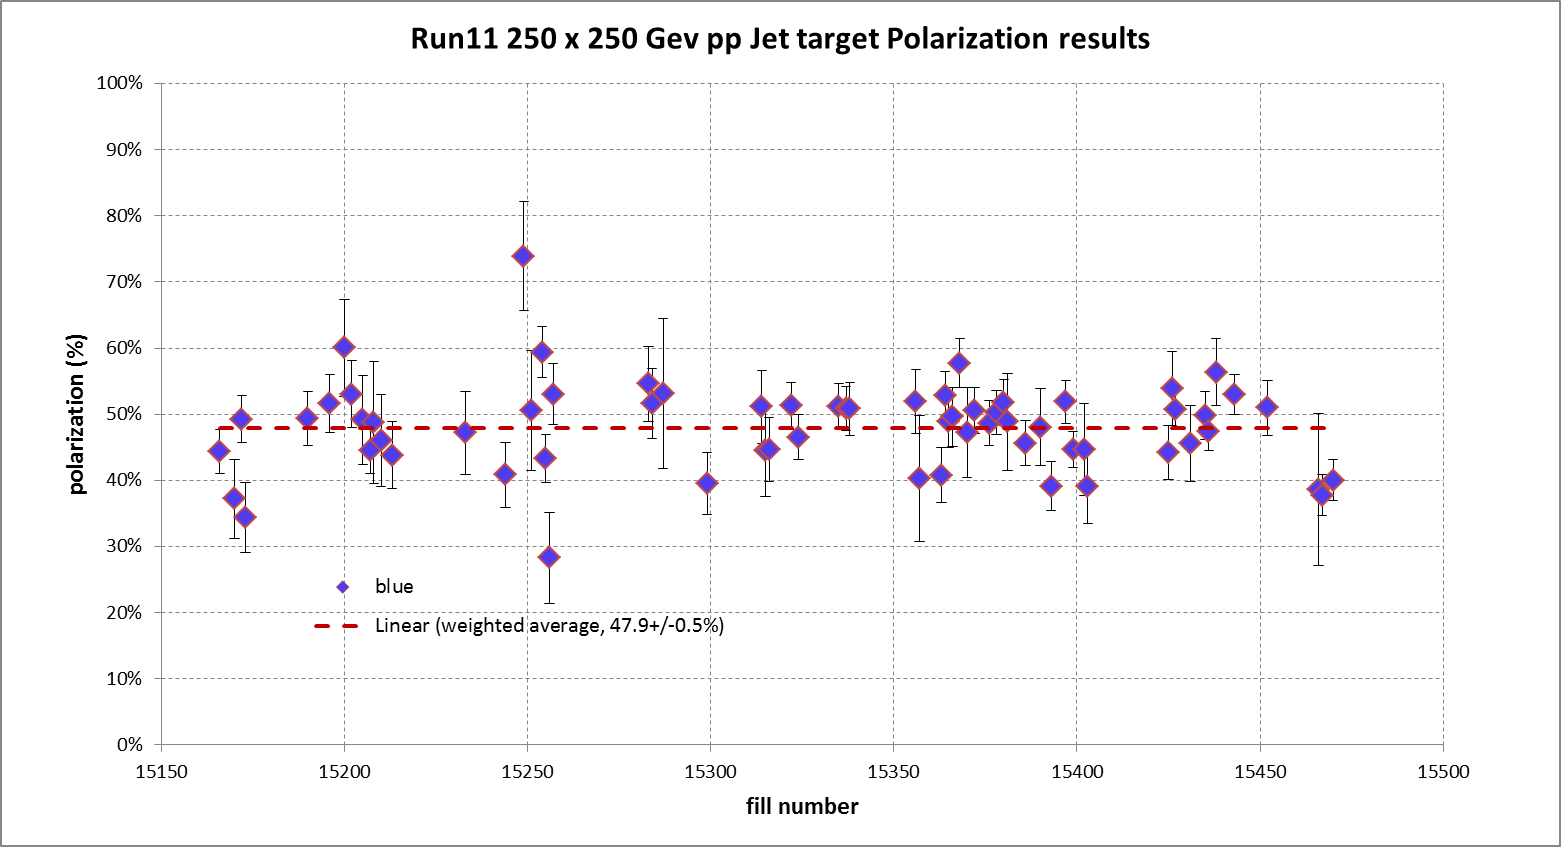 Run11 250 x 250 Gev pp Jet target Polarization results
100%
90%
80%
70%
60%
50%
40%
30%
20%
10%
0%
polarization (%)
blue
Linear (weighted average, 47.9+/-0.5%)
15150 15200 15250 15300 15350 15400 15450 15500
fill number